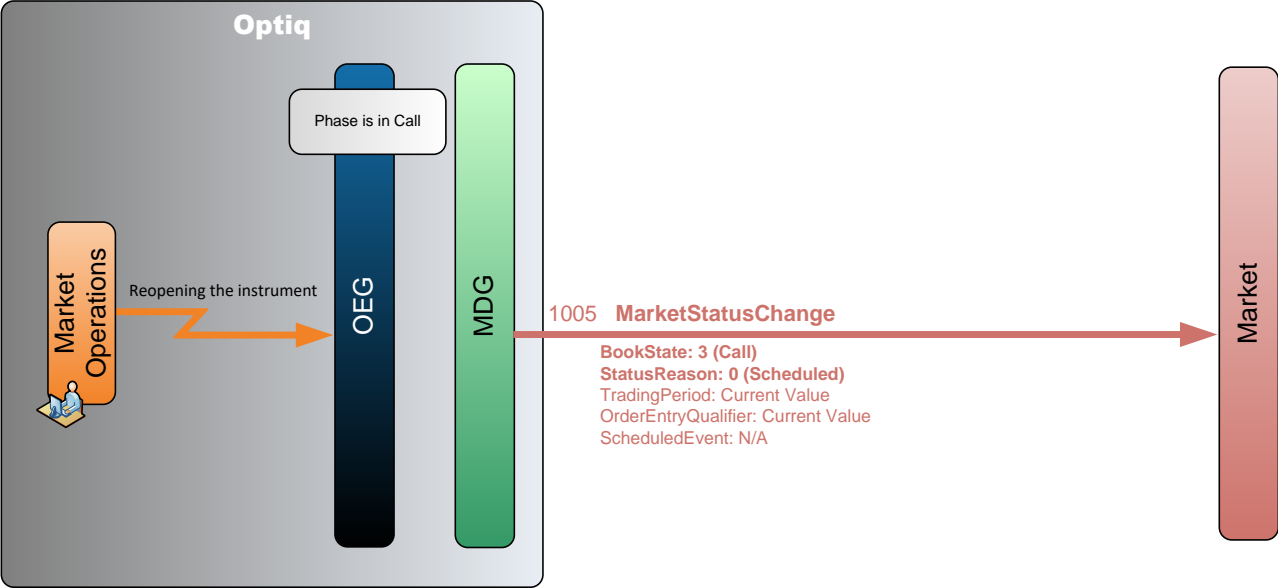 Optiq
Phase is in Call
Market
Operations
Reopening the instrument
OEG
MDG
1005 MarketStatusChange
BookState: 3 (Call)
StatusReason: 0 (Scheduled)
TradingPeriod: Current Value
OrderEntryQualifier: Current Value
ScheduledEvent: N/A
Market